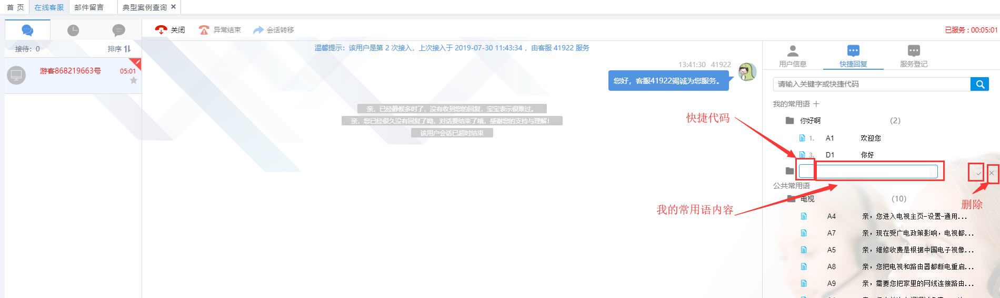 首 页
在线客服
邮件留言
典型案例查询 ×
接待：0
排序
游客868219663号
05:01
关闭
异常结束
会话转移
已服务 : 00:05:01
温馨提示：该用户是第 2 次接入，上次接入于 2019-07-30 11:43:34 ，由客服 41922 服务
13:41:30 41922
您好，客服41922竭诚为您服务。
亲，已经静候多时了，没有收到您的回复，宝宝表示很难过。
亲，您已经很久没有回复了呦，对话要结束了哦，感谢您的支持与理解！
该用户会话已超时结束
用户信息
快捷回复
服务登记
请输入关键字或快捷代码
我的常用语
快捷代码
你好啊 (2)
1. A1 欢迎您
3. D1 你好
公共常用语
电视 (10)
我的常用语内容
删除
A4 亲，您进入电视主页-设置-通用...
A7 亲，现在受广电政策影响，电视都...
A5 亲，维修收费是根据中国电子视像...
A8 亲，您把电视和路由器都断电重启...
A9 亲，需要您把家里的网线连接路由...